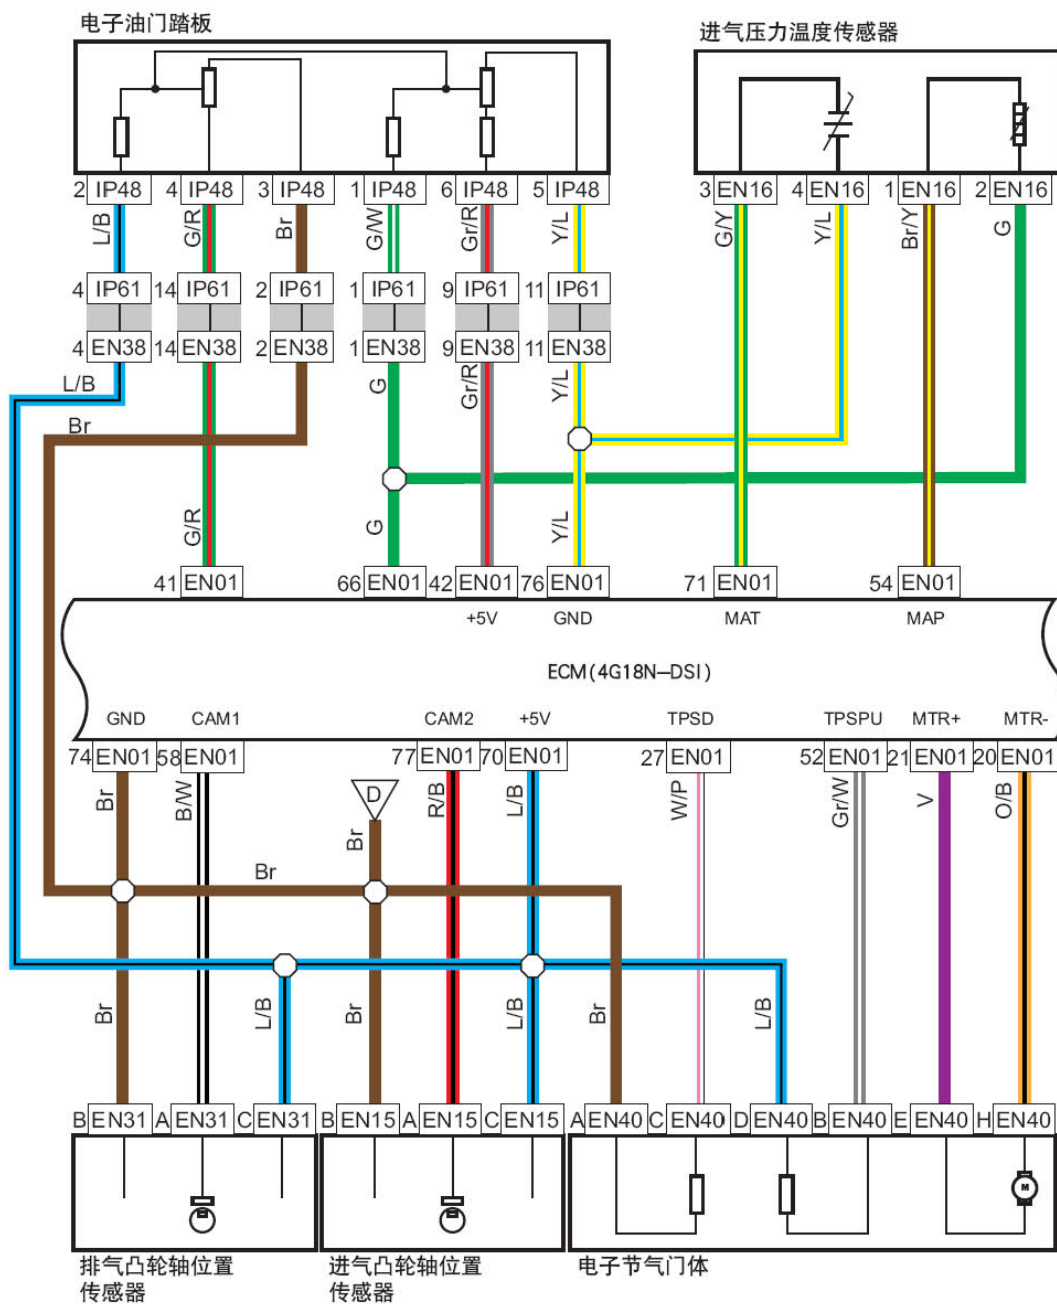 电子油门踏板
进气压力温度传感器
2 IP48 4 IP48 3 IP48 1 IP48 6 IP48 5 IP48 3 EN16 4 EN16 1 EN16 2 EN16
L/B G/R Br G/W Gr/R Y/L G/Y Y/L Br/Y G
4 IP61 14 IP61 2 IP61 1 IP61 9 IP61 11 IP61
4 EN38 14 EN38 2 EN38 1 EN38 9 EN38 11 EN38
L/B G Gr/R Y/L
Br
G/R G Y/L
41 EN01 66 EN01 42 EN01 76 EN01 71 EN01 54 EN01
+5V GND MAT MAP
ECM(4G18N—DSI)
GND CAM1 CAM2 +5V TPSD TPSPU MTR+ MTR-
74 EN01 58 EN01 77 EN01 70 EN01 27 EN01 52 EN01 21 EN01 20 EN01
Br B/W D R/B L/B W/P Gr/W V O/B
Br
Br
Br L/B Br L/B Br L/B
B EN31 A EN31 C EN31 B EN15 A EN15 C EN15 A EN40 C EN40 D EN40 B EN40 E EN40 H EN40
M
排气凸轮轴位置
传感器
进气凸轮轴位置
传感器
电子节气门体